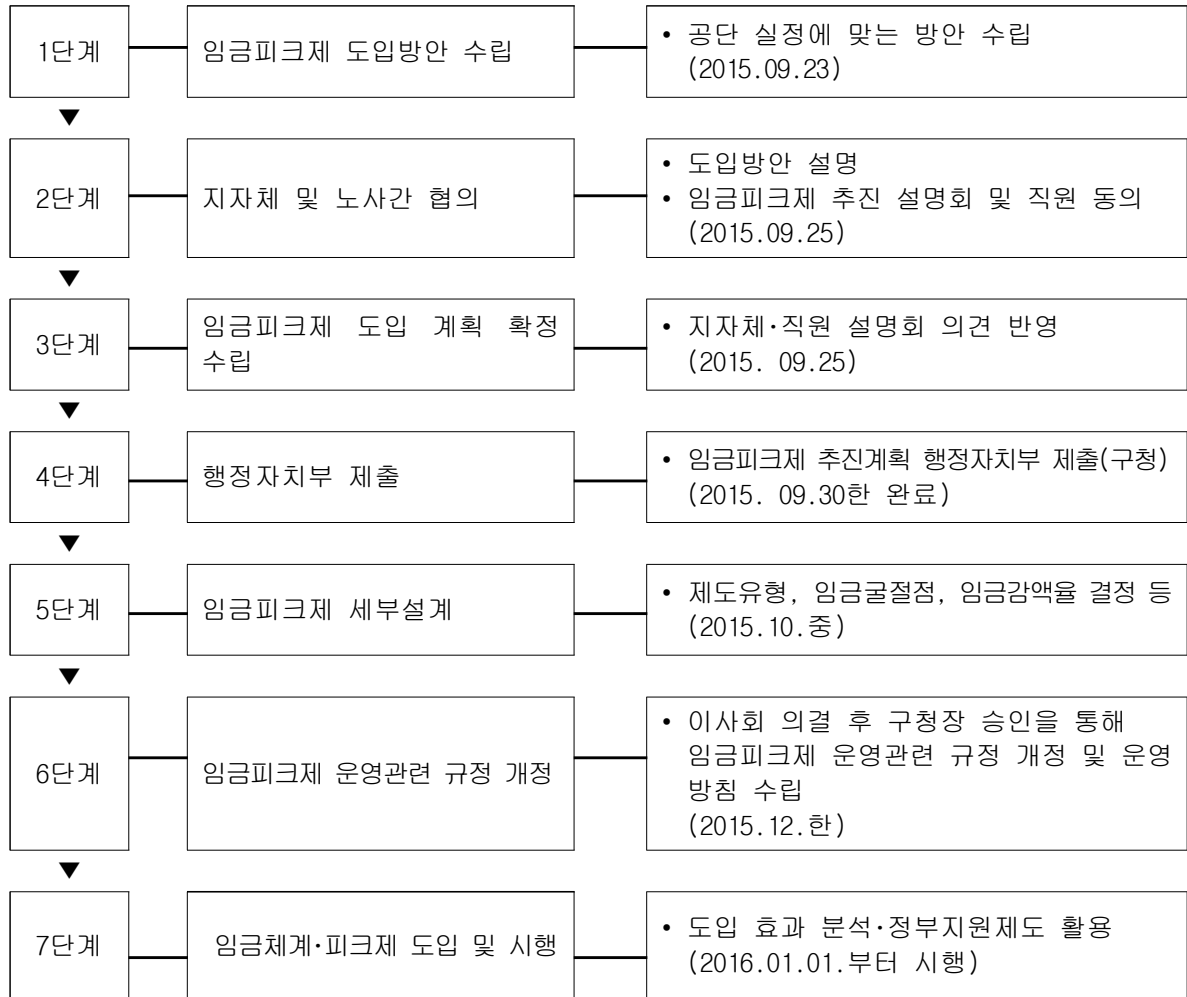 1단계
임금피크제 도입방안 수립
• 공단 실정에 맞는 방안 수립
(2015.09.23)
▼
2단계
지자체 및 노사간 협의
• 도입방안 설명
• 임금피크제 추진 설명회 및 직원 동의
(2015.09.25)
▼
3단계
임금피크제 도입 계획 확정
수립
• 지자체·직원 설명회 의견 반영
(2015. 09.25)
▼
4단계
행정자치부 제출
• 임금피크제 추진계획 행정자치부 제출(구청)
(2015. 09.30한 완료)
▼
5단계
임금피크제 세부설계
• 제도유형, 임금굴절점, 임금감액율 결정 등
(2015.10.중)
▼
6단계
임금피크제 운영관련 규정 개정
• 이사회 의결 후 구청장 승인을 통해
임금피크제 운영관련 규정 개정 및 운영
방침 수립
(2015.12.한)
▼
7단계
임금체계·피크제 도입 및 시행
• 도입 효과 분석·정부지원제도 활용
(2016.01.01.부터 시행)